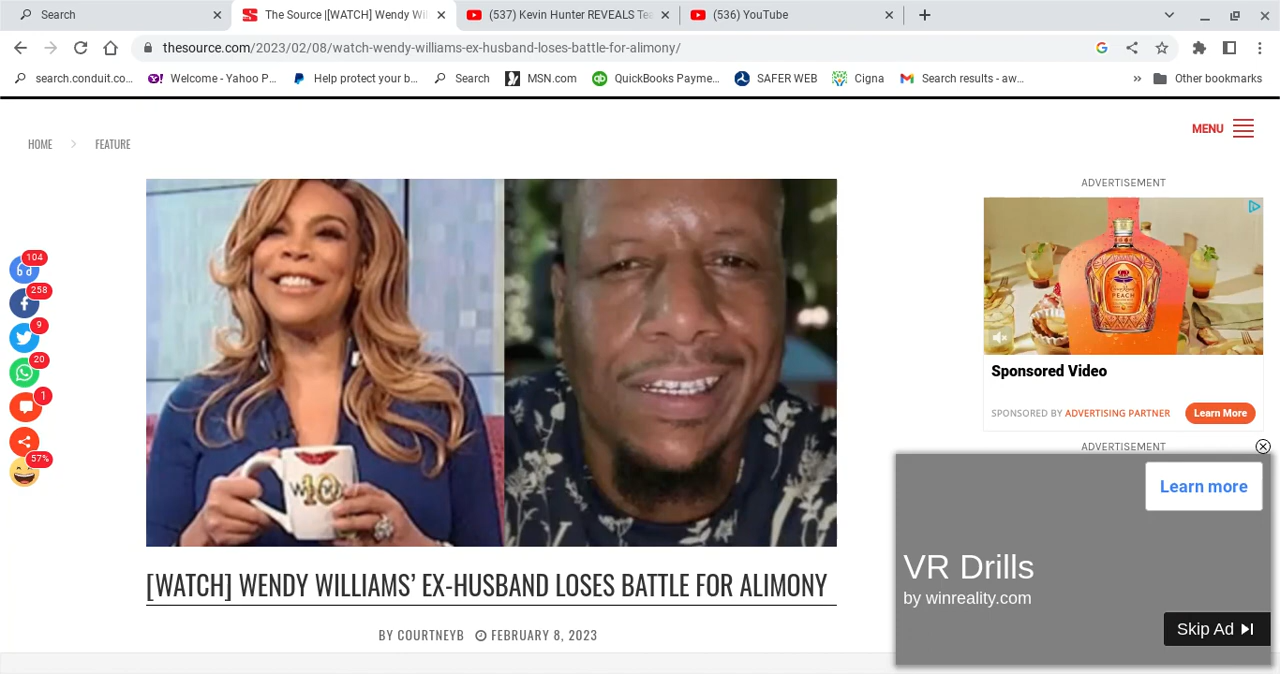 Search
The Source |[WATCH] Wendy Wil
(537) Kevin Hunter REVEALS Tea
(536) YouTube
thesource.com/2023/02/08/watch-wendy-williams-ex-husband-loses-battle-for-alimony/
search.conduit.co...
Welcome - Yahoo P...
Help protect your b...
Search
MSN.com
QuickBooks Payme...
SAFER WEB
Cigna
Search results - aw...
Other bookmarks
MENU
HOME
FEATURE
ADVERTISEMENT
104
258
9
20
1
57%
PEACH
Sponsored Video
SPONSORED BY ADVERTISING PARTNER
Learn More
ADVERTISEMENT
Learn more
VR Drills
by winreality.com
Skip Ad
[WATCH] WENDY WILLIAMS’ EX-HUSBAND LOSES BATTLE FOR ALIMONY
BY COURTNEYB
FEBRUARY 8, 2023